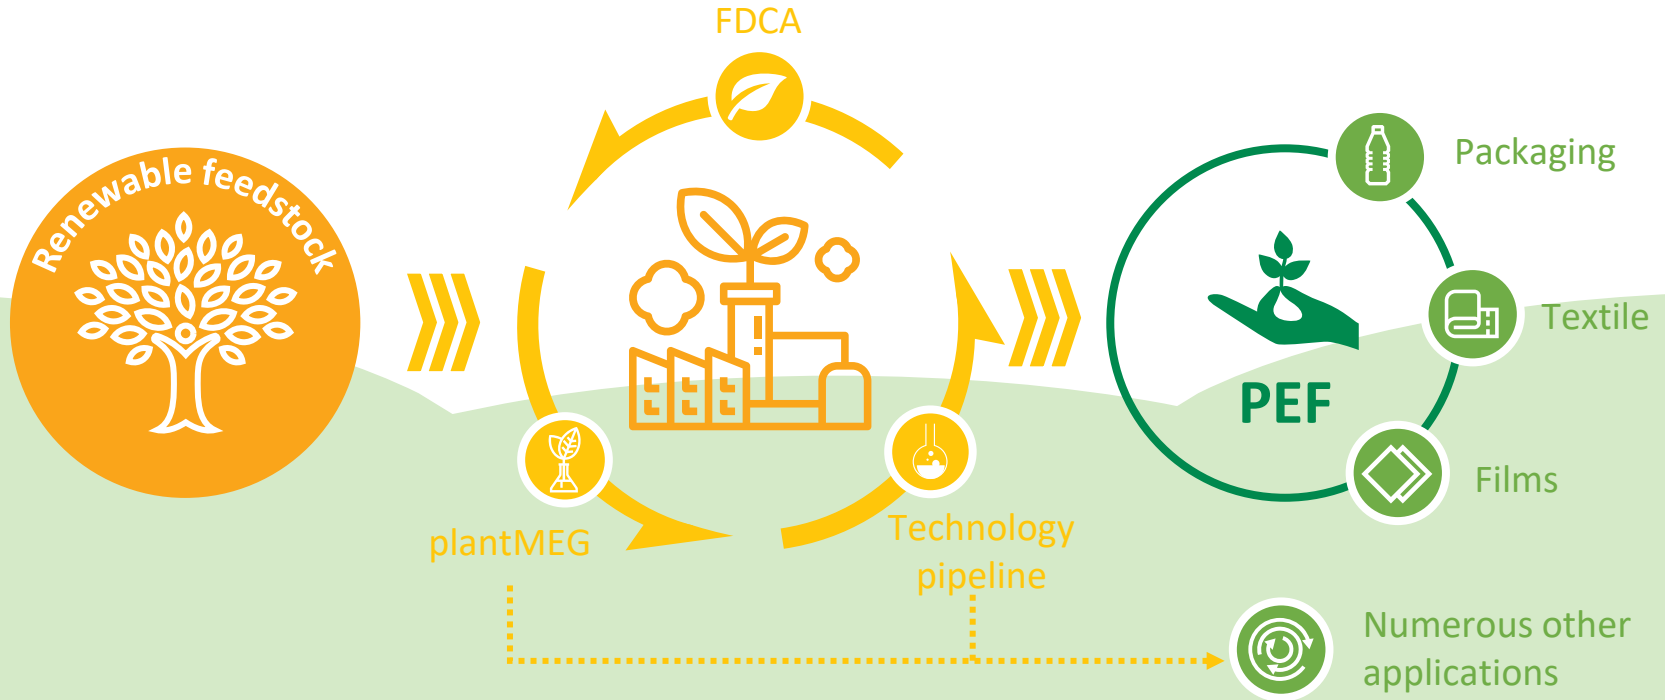 Renewable feedstock
FDCA
plantMEG
Technology
pipeline
PEF
Packaging
Textile
Films
Numerous other
applications